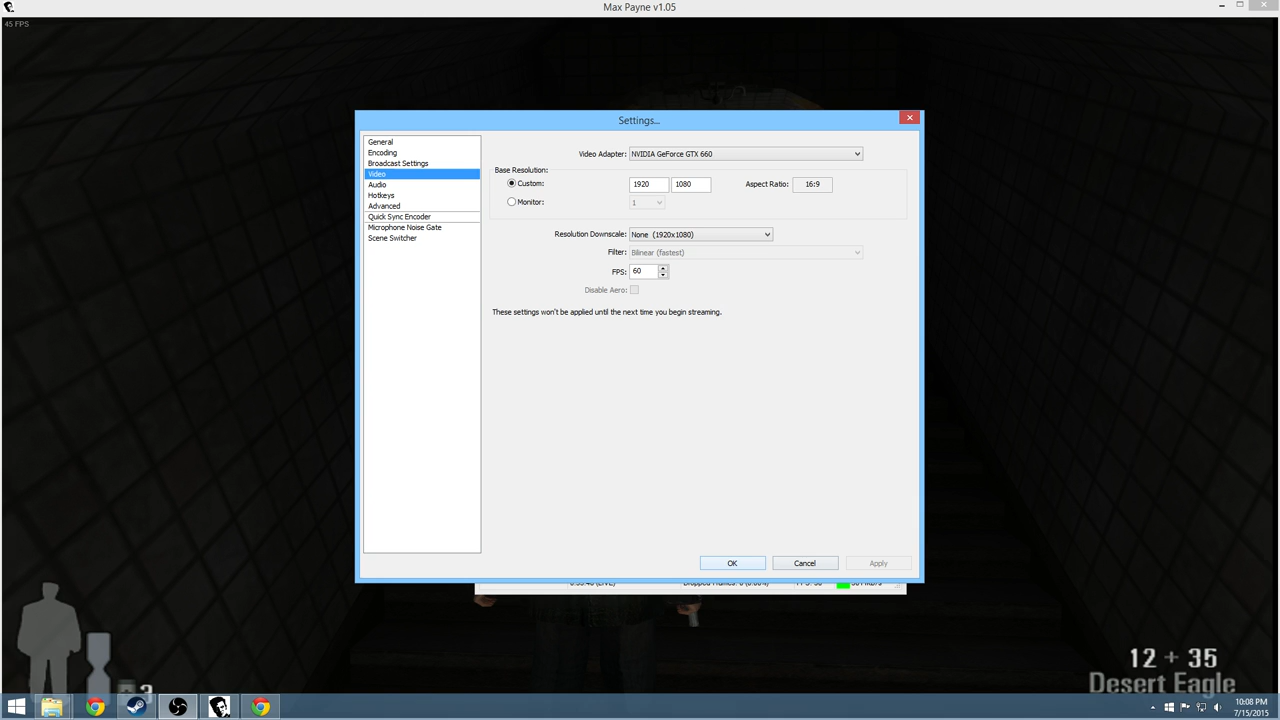 Max Payne v1.05
45 FPS
Settings...
General
Encoding
Broadcast Settings
Video
Audio
Hotkeys
Advanced
Quick Sync Encoder
Microphone Noise Gate
Scene Switcher
Video Adapter: NVIDIA GeForce GTX 660
Base Resolution:
Custom: 1920 1080 Aspect Ratio: 16:9
Monitor: 1
Resolution Downscale: None (1920x1080)
Filter: Bilinear (fastest)
FPS: 60
Disable Aero:
These settings won't be applied until the next time you begin streaming.
OK Cancel Apply
3
12 + 35
Desert Eagle
10:08 PM
7/15/2015